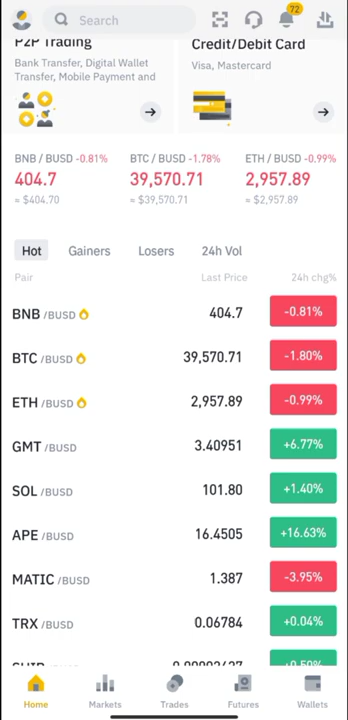 Search
72
P2P Trading
Credit/Debit Card
Bank Transfer, Digital Wallet
Transfer, Mobile Payment and
Visa, Mastercard
BNB / BUSD -0.81%
BTC / BUSD -1.78%
ETH / BUSD -0.99%
404.7
39,570.71
2,957.89
≈ $404.70
≈ $39,570.71
≈ $2,957.89
Hot Gainers Losers 24h Vol
Pair Last Price 24h chg%
BNB /BUSD 404.7 -0.81%
BTC /BUSD 39,570.71 -1.80%
ETH /BUSD 2,957.89 -0.99%
GMT /BUSD 3.40951 +6.77%
SOL /BUSD 101.80 +1.40%
APE /BUSD 16.4505 +16.63%
MATIC /BUSD 1.387 -3.95%
TRX /BUSD 0.06784 +0.04%
SHIB /BUSD
Home Markets Trades Futures Wallets